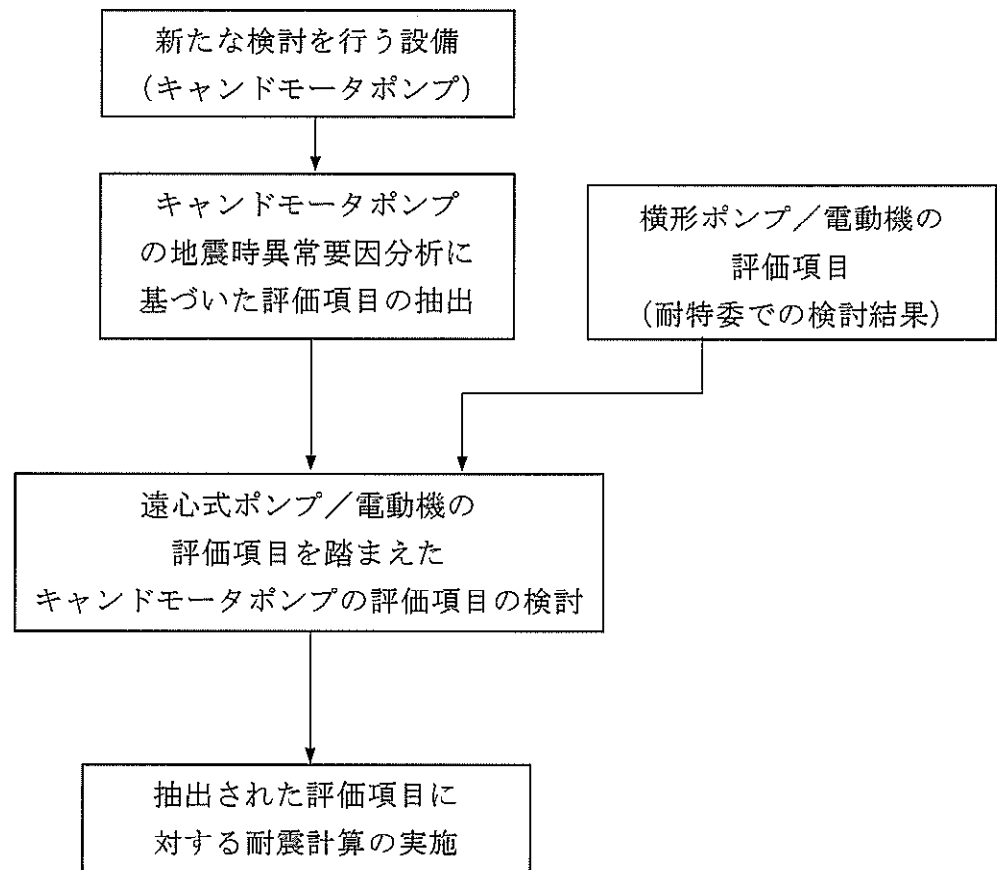 新たな検討を行う設備
（キャンドモータポンプ）
キャンドモータポンプ
の地震時異常要因分析に
基づいた評価項目の抽出
横形ポンプ／電動機の
評価項目
（耐特委での検討結果）
遠心式ポンプ／電動機の
評価項目を踏まえた
キャンドモータポンプの評価項目の検討
抽出された評価項目に
対する耐震計算の実施